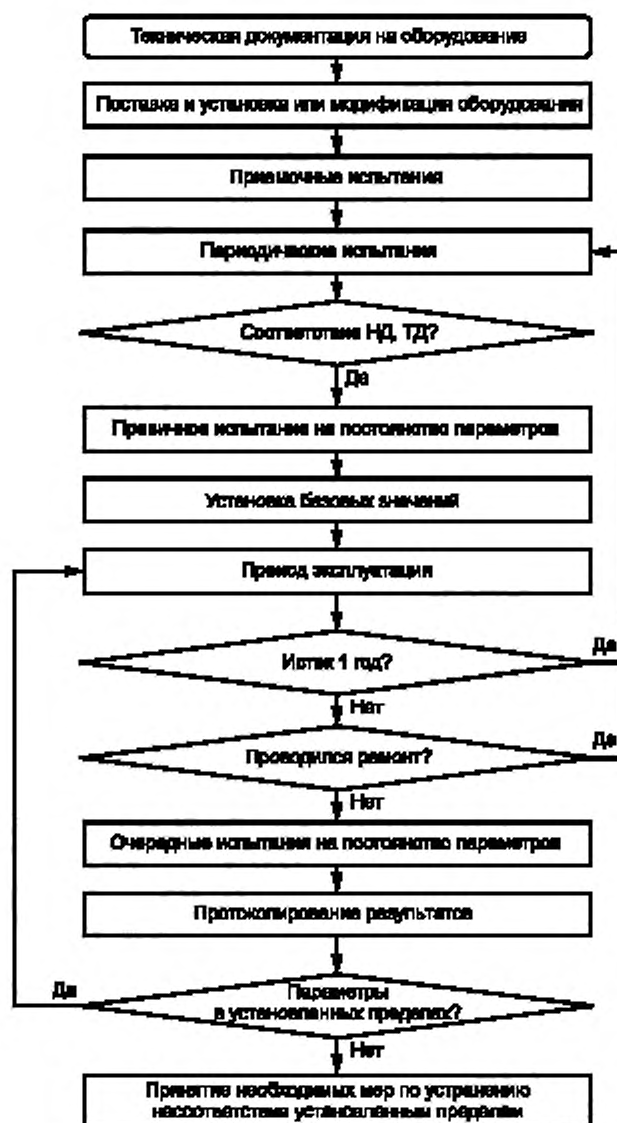 Техническая документация на оборудование
Поставка и установка или модификация оборудования
Приемочные испытания
Периодические испытания
Соответствие НД, ТД?
Да
Первичное испытание на постоянство параметров
Установка базовых значений
Период эксплуатации
Истек 1 год?
Да
Нет
Проводился ремонт?
Да
Нет
Очередные испытания на постоянство параметров
Протоколирование результатов
Да
Параметры
в установленных пределах?
Нет
Принятие необходимых мер по устранению
несоответствия установленным пределам